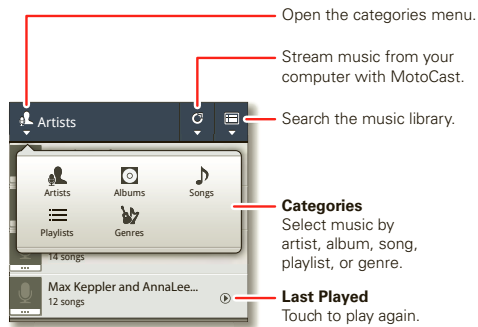 Open the categories menu.
Stream music from your
computer with MotoCast.
Search the music library.
Artists
Artists
Albums
Songs
Playlists
Genres
14 songs
Max Keppler and AnnaLee...
12 songs
Categories
Select music by
artist, album, song,
playlist, or genre.
Last Played
Touch to play again.